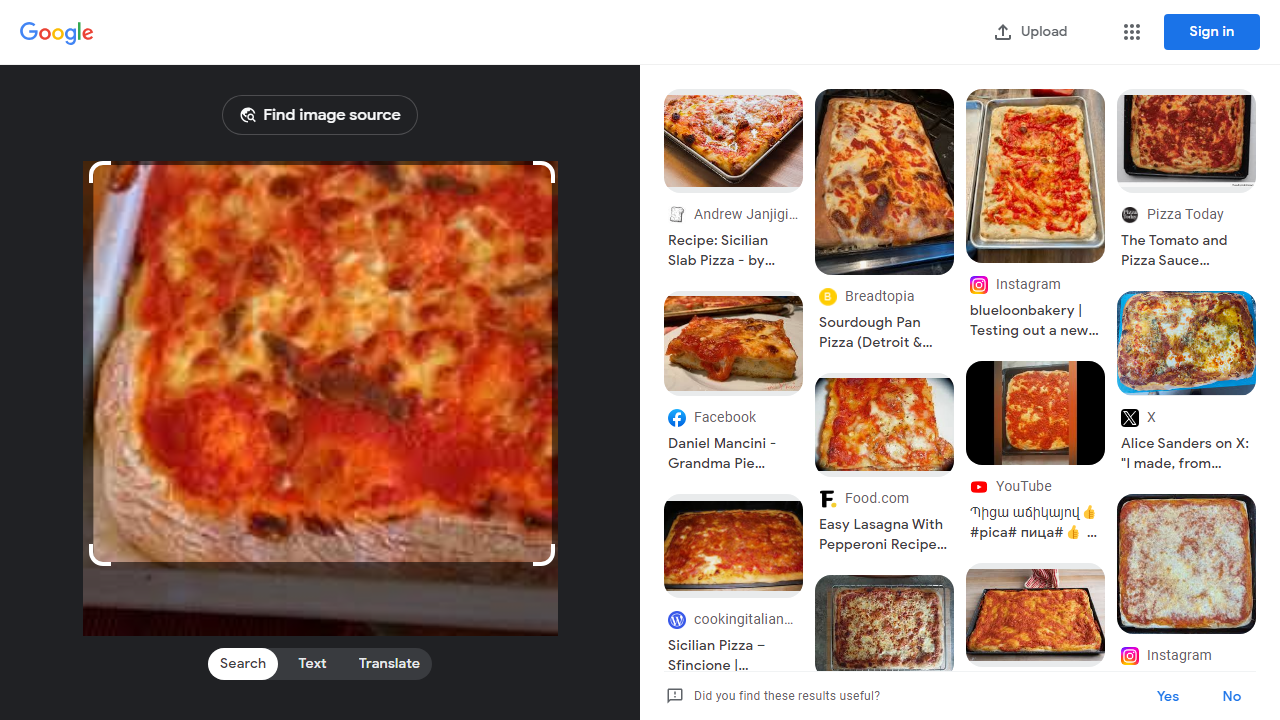 Google
Upload
Sign in
Find image source
Search
Text
Translate
Andrew Janjigi...
Recipe: Sicilian
Slab Pizza - by...
Facebook
Daniel Mancini -
Grandma Pie...
cookingitalian...
Sicilian Pizza –
Sfincione |...
Breadtopia
Sourdough Pan
Pizza (Detroit &...
Food.com
Easy Lasagna With
Pepperoni Recipe...
Instagram
blueloonbakery |
Testing out a new...
YouTube
Պիցա աճիկայով👍
#pica# пица#👍 ...
Pizza Today
The Tomato and
Pizza Sauce...
X
Alice Sanders on X:
"I made, from...
Instagram
Did you find these results useful?
Yes
No